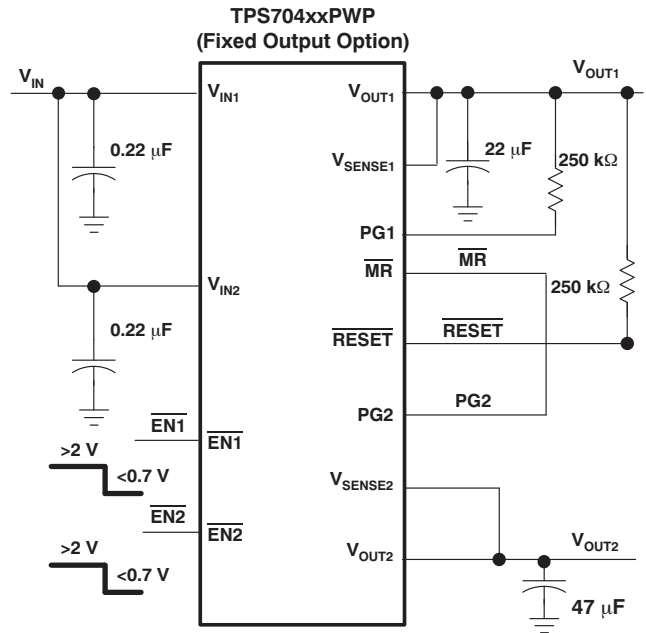 TPS704xxPWP
(Fixed Output Option)
V_IN
V_IN1
V_OUT1
V_OUT1
0.22 μF
V_SENSE1
22 μF
250 kΩ
PG1
MR
MR
V_IN2
250 kΩ
0.22 μF
RESET
RESET
PG2
PG2
EN1
EN1
>2 V
<0.7 V
V_SENSE2
EN2
EN2
>2 V
<0.7 V
V_OUT2
V_OUT2
47 μF